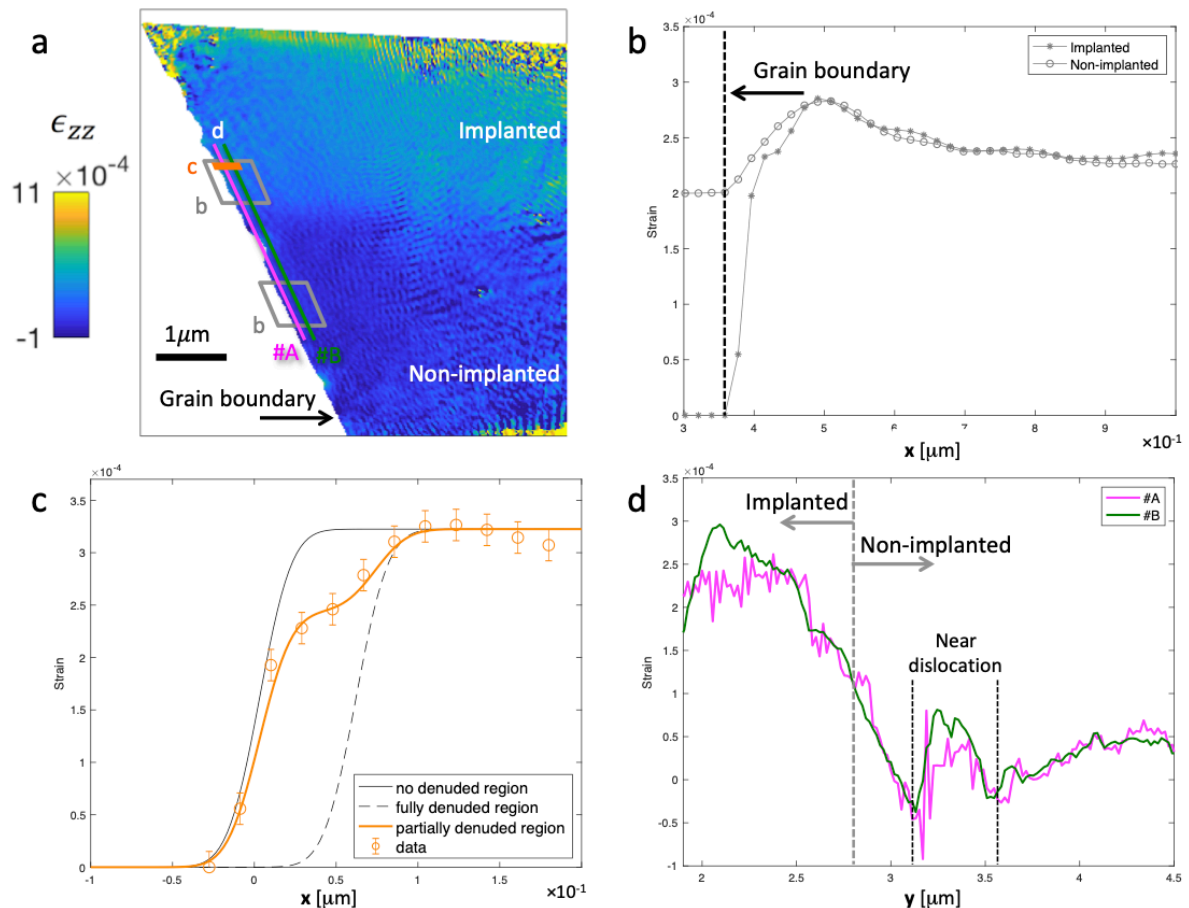 a
ϵzz
×10⁻⁴
11
-1
Implanted
d
c
b
b
1μm
#A
#B
Non-implanted
Grain boundary
b
×10⁻⁴
3.5
3
2.5
2
1.5
1
0.5
0
Strain
Implanted
Non-implanted
Grain boundary
3 4 5 6 7 8 9
×10⁻¹
x [μm]
c
×10⁻⁴
3.5
3
2.5
2
1.5
1
0.5
0
Strain
no denuded region
fully denuded region
partially denuded region
data
-1 -0.5 0 0.5 1 1.5
×10⁻¹
x [μm]
d
×10⁻⁴
3.5
3
2.5
2
1.5
1
0.5
0
-0.5
-1
Strain
#A
#B
Implanted
Non-implanted
Near
dislocation
2 2.5 3 3.5 4 4.5
y [μm]